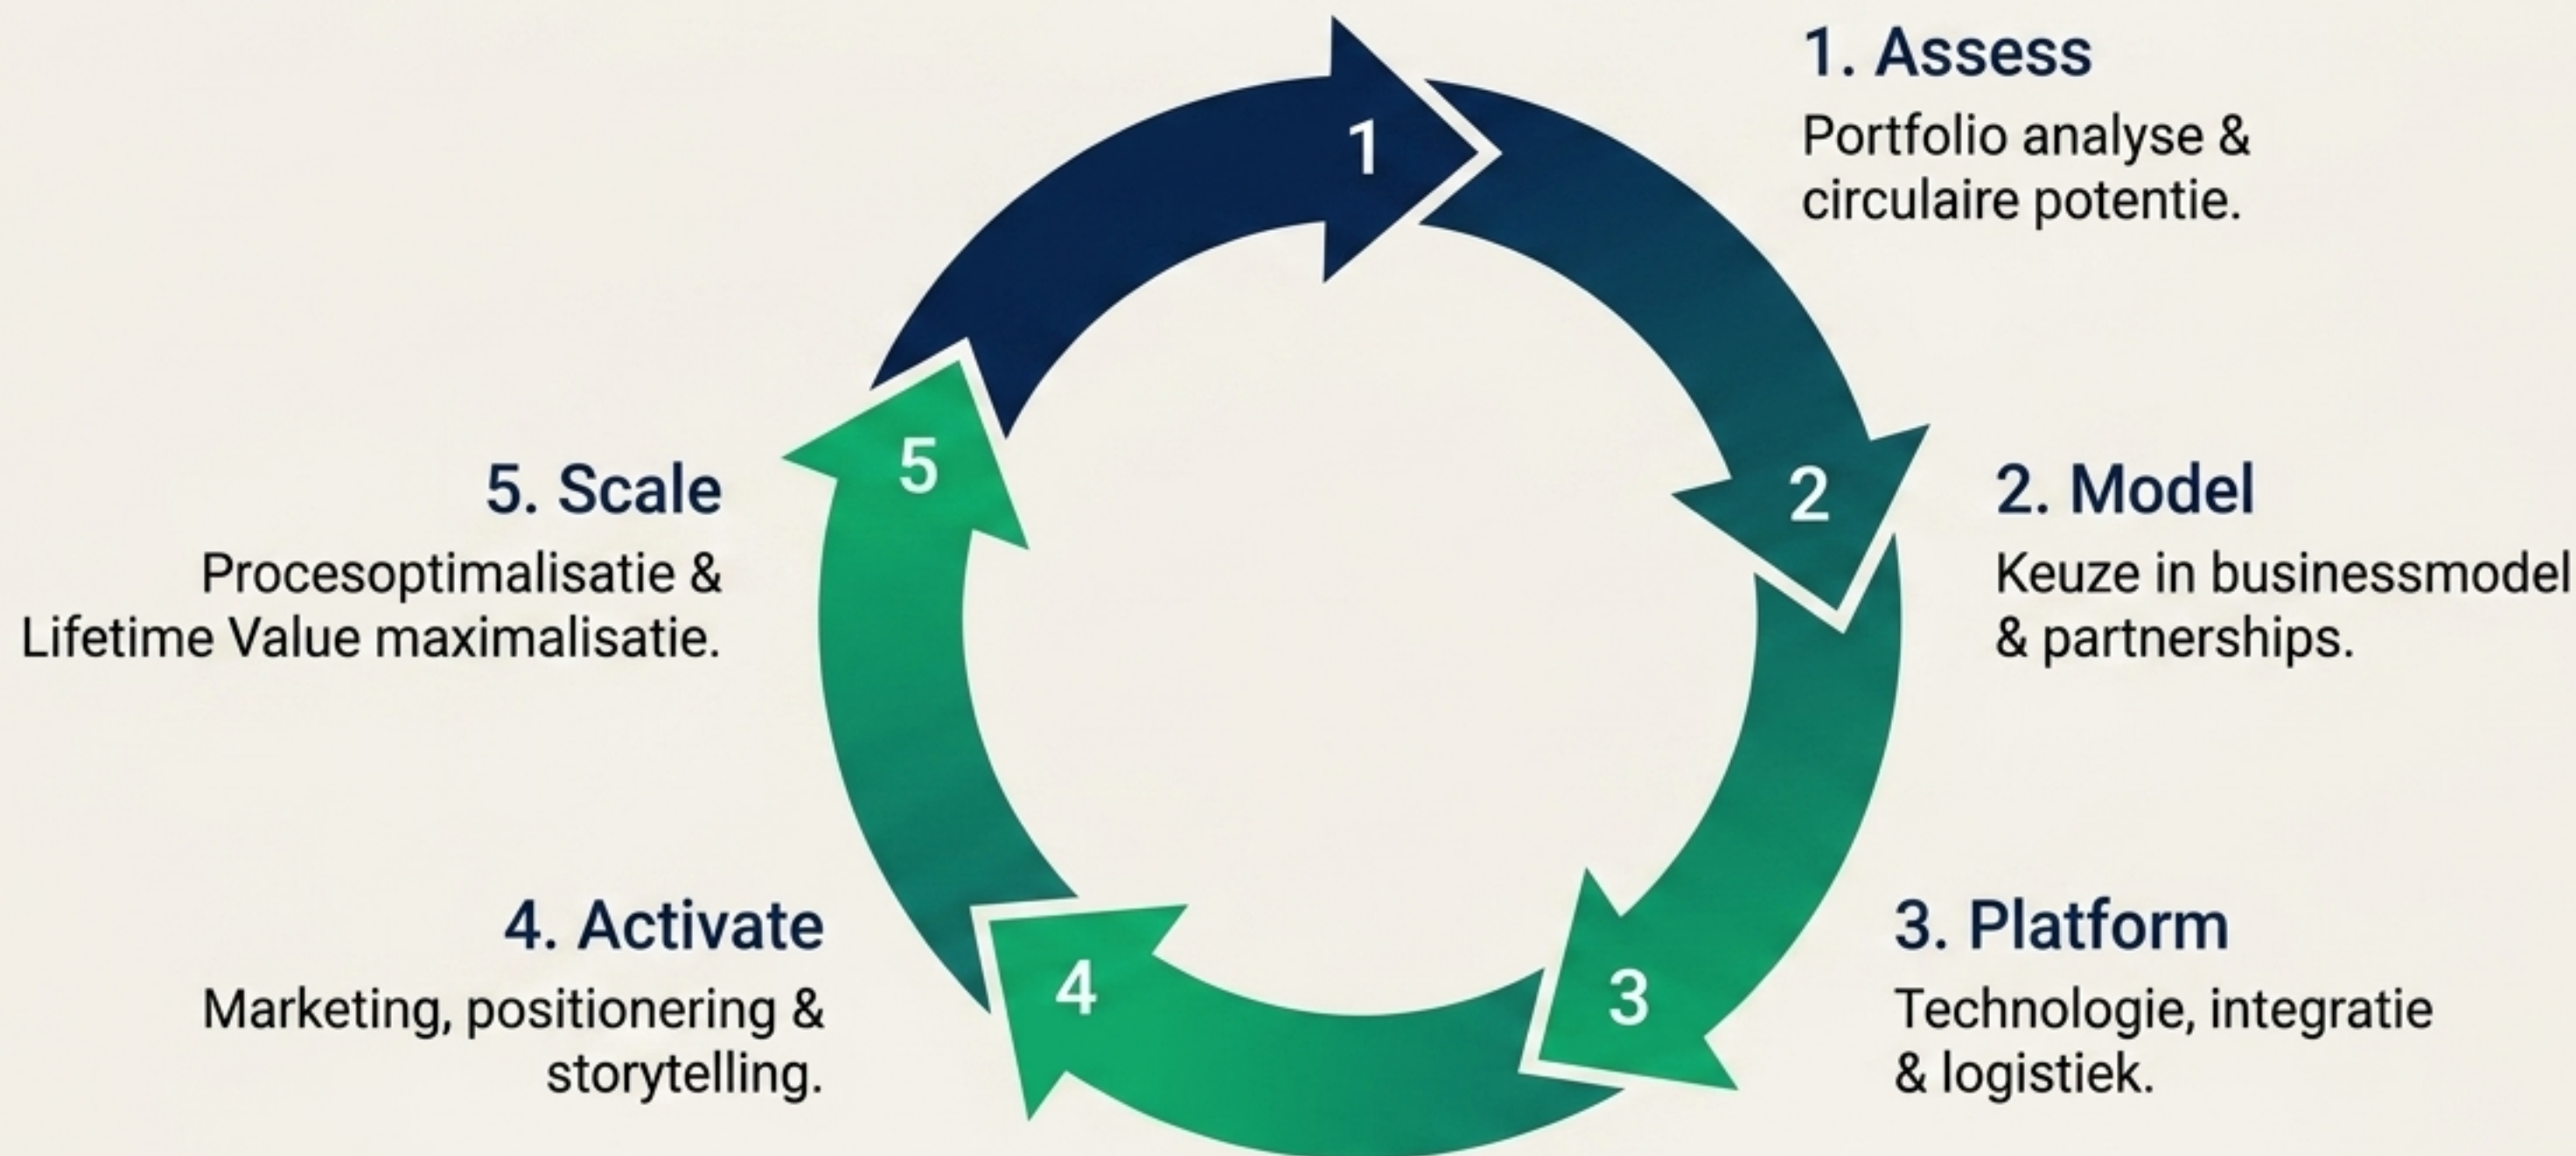 1. Assess
Portfolio analyse &
circulaire potentie.
2. Model
Keuze in businessmodel
& partnerships.
3. Platform
Technologie, integratie
& logistiek.
4. Activate
Marketing, positionering &
storytelling.
5. Scale
Procesoptimalisatie &
Lifetime Value maximalisatie.
1
2
3
4
5